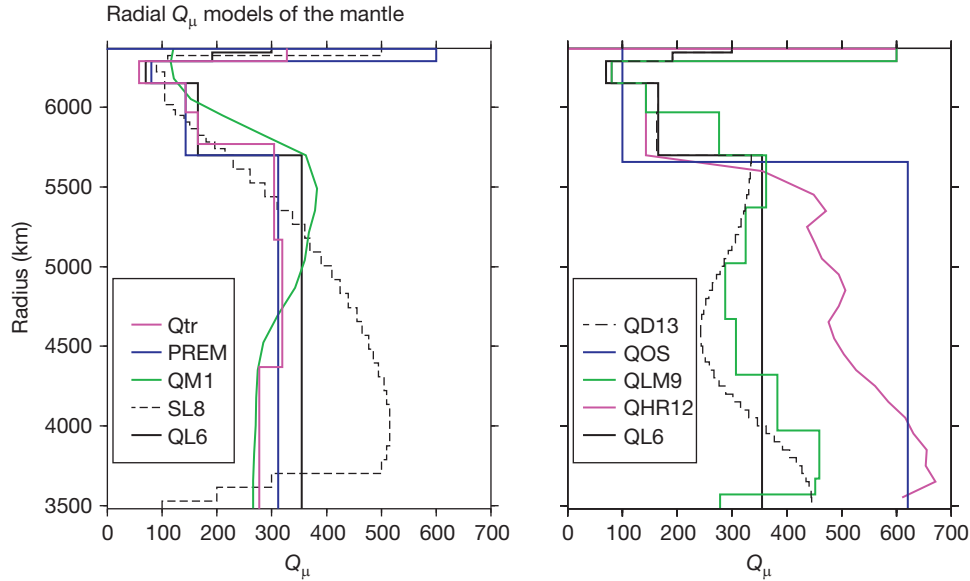 Radial Qμ models of the mantle
Radius (km)
6000
5500
5000
4500
4000
3500
Qtr
PREM
QM1
SL8
QL6
0 100 200 300 400 500 600 700
Qμ
QD13
QOS
QLM9
QHR12
QL6
0 100 200 300 400 500 600 700
Qμ